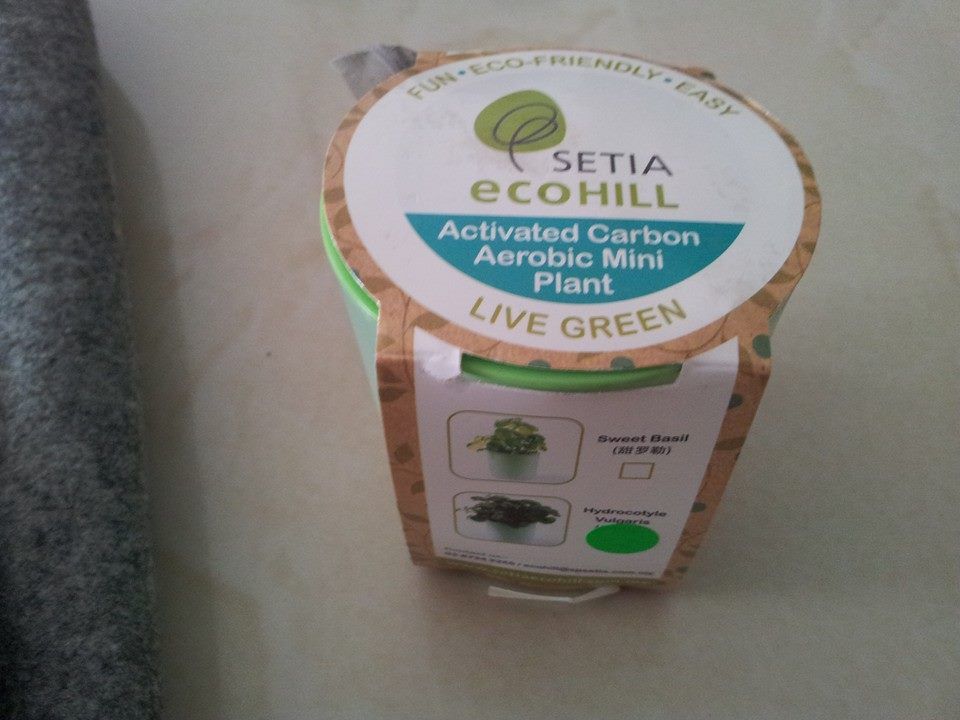 FUN • ECO-FRIENDLY • EASY
SETIA
ecoHILL
Activated Carbon
Aerobic Mini
Plant
LIVE GREEN
Sweet Basil
(甜罗勒)
Hydrocotyle
Vulgaris